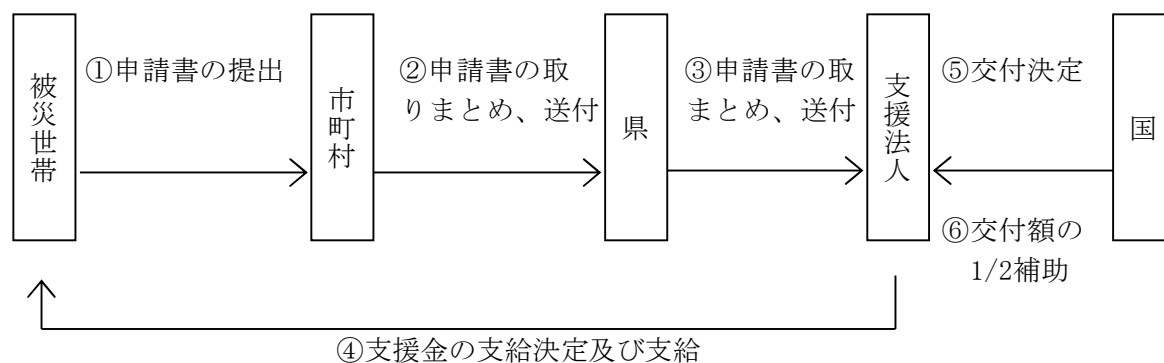 被災世帯
①申請書の提出
市町村
②申請書の取
りまとめ、送付
県
③申請書の取
まとめ、送付
支援法人
⑤交付決定
⑥交付額の
1/2補助
国
④支援金の支給決定及び支給